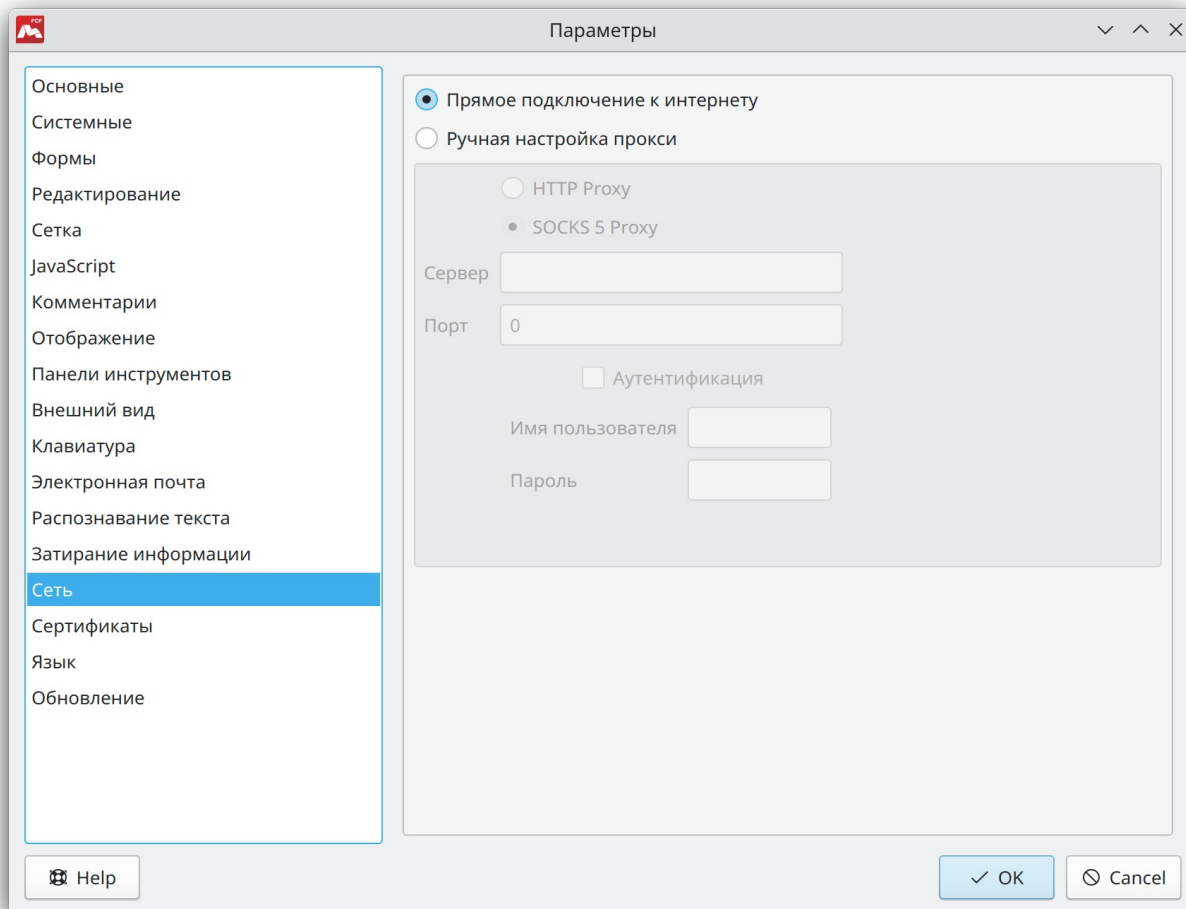 PDF
Параметры
Основные
Системные
Формы
Редактирование
Сетка
JavaScript
Комментарии
Отображение
Панели инструментов
Внешний вид
Клавиатура
Электронная почта
Распознавание текста
Затирание информации
Сеть
Сертификаты
Язык
Обновление
Прямое подключение к интернету
Ручная настройка прокси
HTTP Proxy
SOCKS 5 Proxy
Сервер
Порт 0
Аутентификация
Имя пользователя
Пароль
Help
OK
Cancel